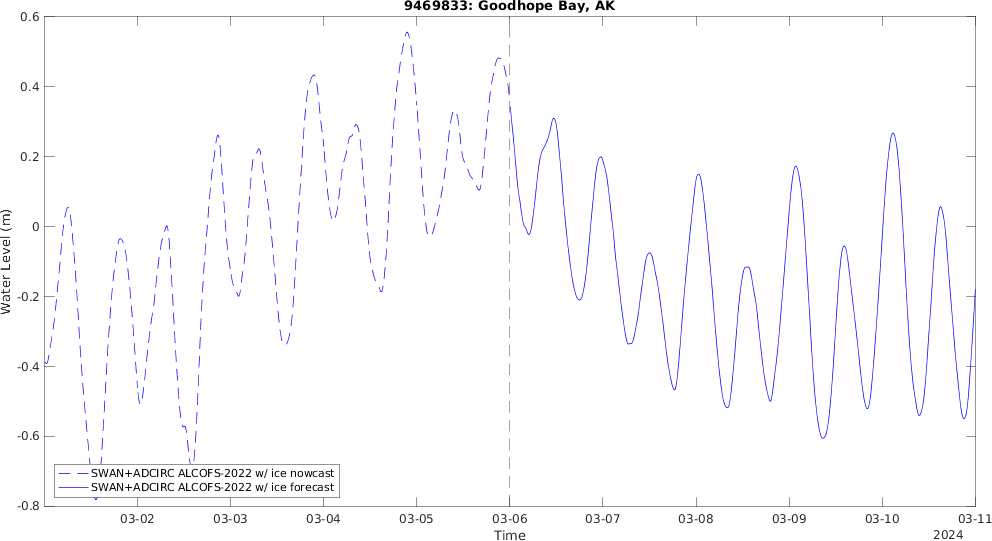 9469833: Goodhope Bay, AK
0.6
0.4
0.2
0
-0.2
-0.4
-0.6
-0.8
Water Level (m)
SWAN+ADCIRC ALCOFS-2022 w/ ice nowcast
SWAN+ADCIRC ALCOFS-2022 w/ ice forecast
03-02 03-03 03-04 03-05 03-06 03-07 03-08 03-09 03-10 03-11
Time
2024